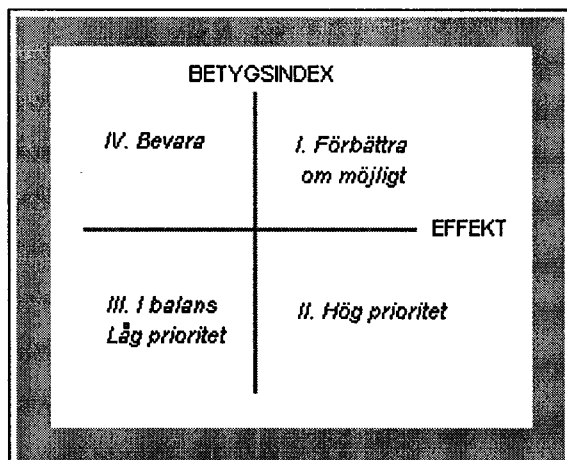 BETYGSINDEX
IV. Bevara
I. Förbättra
om möjligt
EFFEKT
III. I balans
Låg prioritet
II. Hög prioritet